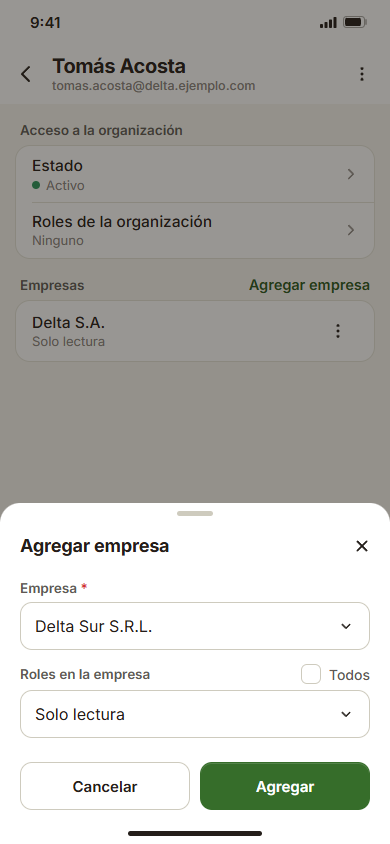 9:41
Tomás Acosta
tomas.acosta@delta.ejemplo.com
Acceso a la organización
Estado
Activo
Roles de la organización
Ninguno
Empresas
Agregar empresa
Delta S.A.
Solo lectura
Agregar empresa
Empresa *
Delta Sur S.R.L.
Roles en la empresa
Todos
Solo lectura
Cancelar
Agregar